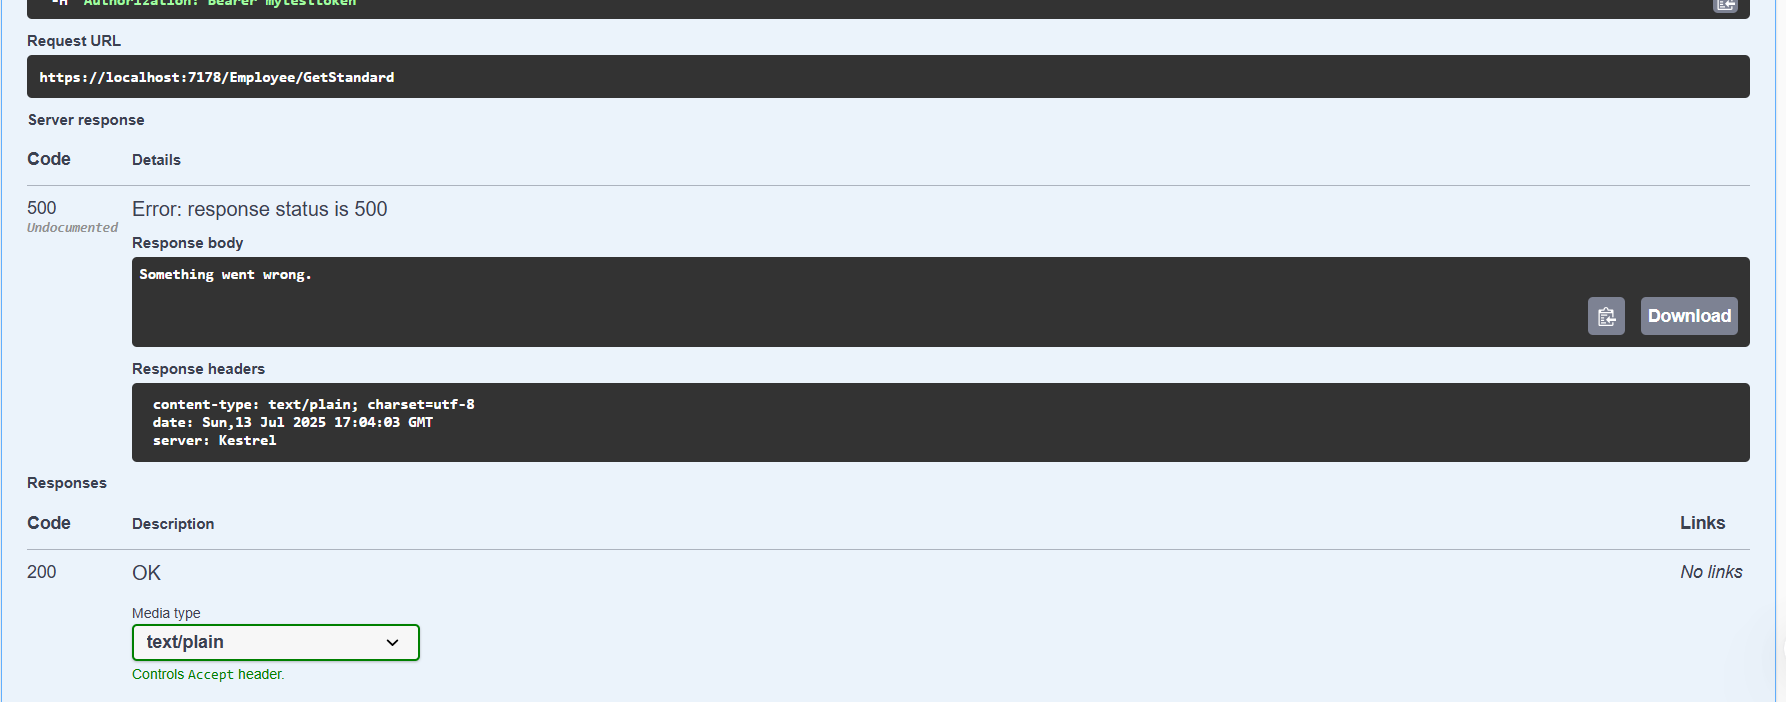 -H 'Authorization: Bearer mytesttoken'
Request URL
https://localhost:7178/Employee/GetStandard
Server response
Code Details
500 Error: response status is 500
Undocumented
Response body
Something went wrong.
Download
Response headers
content-type: text/plain; charset=utf-8
date: Sun,13 Jul 2025 17:04:03 GMT
server: Kestrel
Responses
Code Description Links
200 OK No links
Media type
text/plain
Controls Accept header.